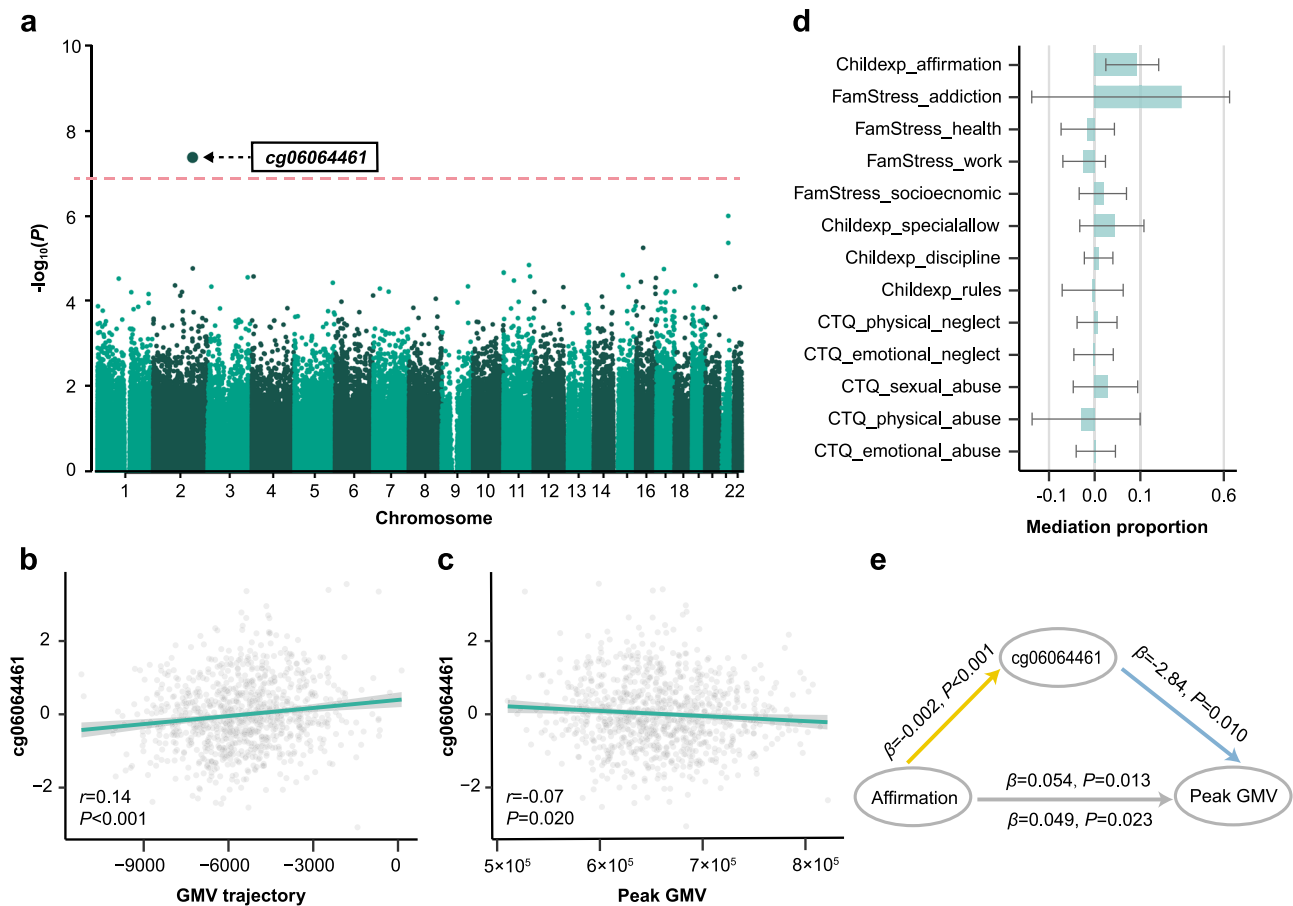 a
10
8
6
4
2
0
-log₁₀(P)
cg06064461
1 2 3 4 5 6 7 8 9 10 11 12 13 14 16 18 22
Chromosome
d
Childexp_affirmation
FamStress_addiction
FamStress_health
FamStress_work
FamStress_socioecnomic
Childexp_specialallow
Childexp_discipline
Childexp_rules
CTQ_physical_neglect
CTQ_emotional_neglect
CTQ_sexual_abuse
CTQ_physical_abuse
CTQ_emotional_abuse
-0.1 0.0 0.1 0.6
Mediation proportion
b
cg06064461
2
0
−2
r=0.14
P<0.001
−9000 −6000 −3000 0
GMV trajectory
c
cg06064461
2
0
−2
r=-0.07
P=0.020
5×10⁵ 6×10⁵ 7×10⁵ 8×10⁵
Peak GMV
e
cg06064461
β=-0.002, P<0.001
β=-2.84, P=0.010
Affirmation
β=0.054, P=0.013
β=0.049, P=0.023
Peak GMV